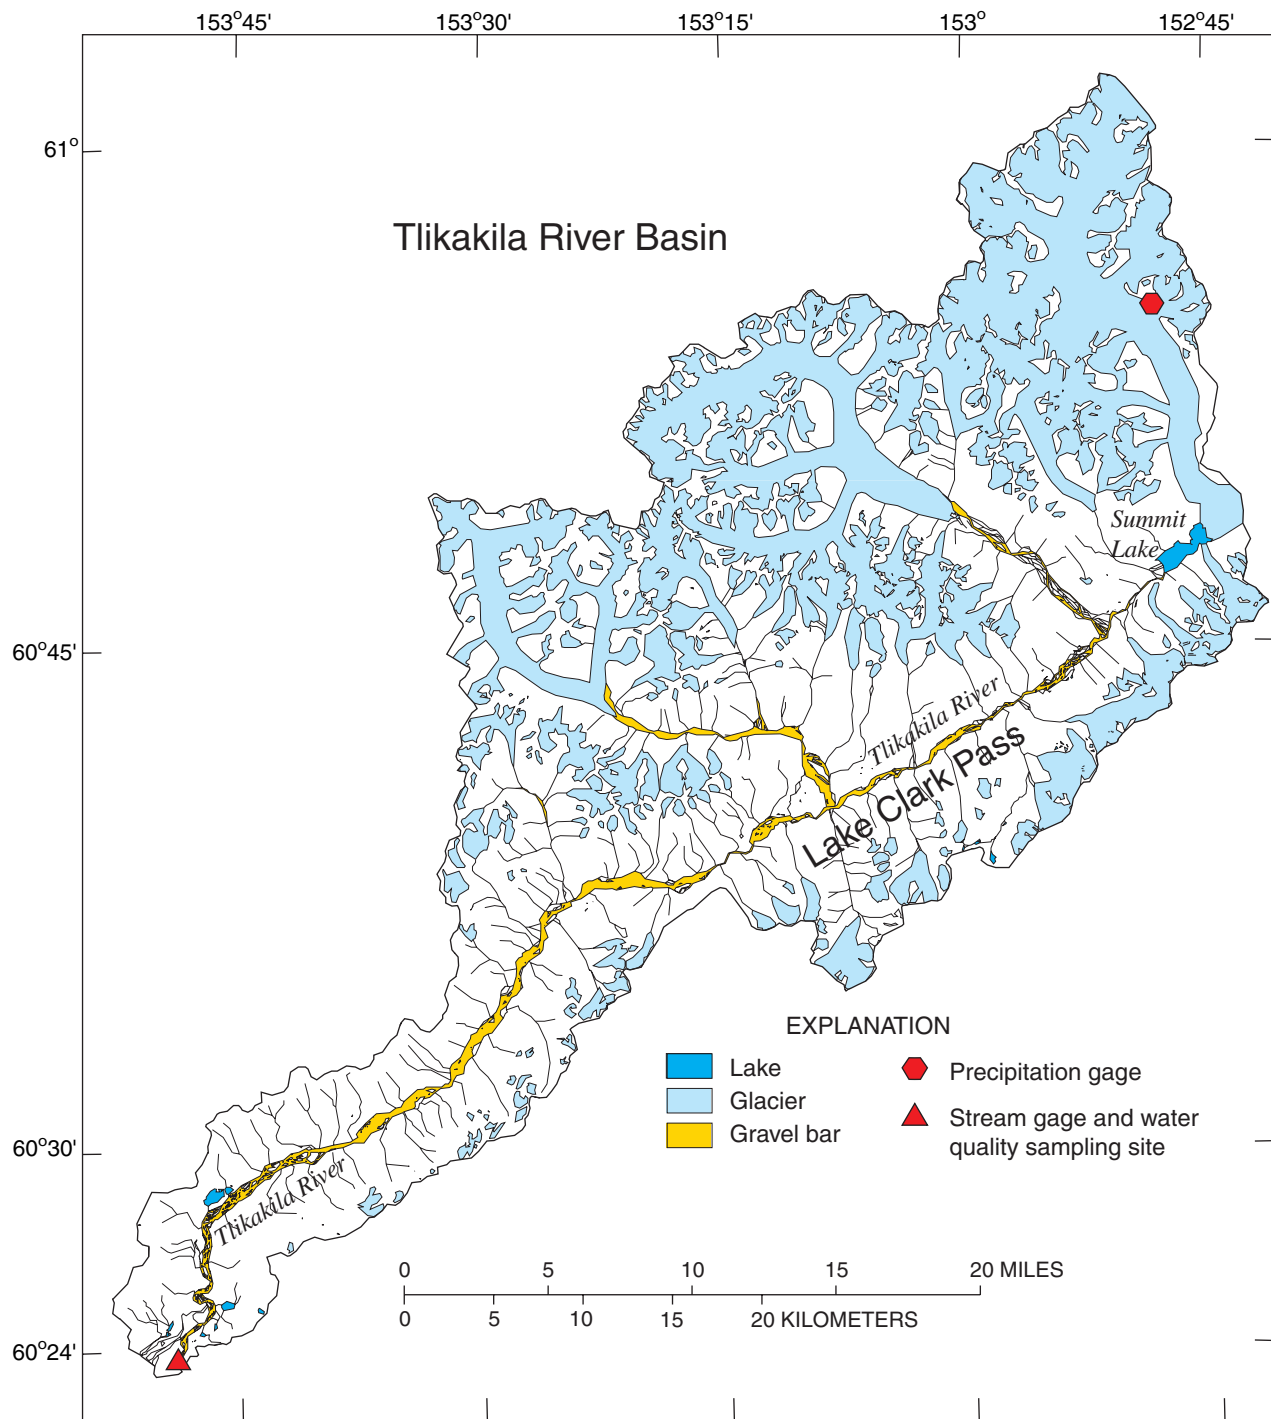 153°45'
153°30'
153°15'
153°
152°45'
61°
Tlikakila River Basin
Summit
Lake
60°45'
Tlikakila River
Lake Clark Pass
EXPLANATION
Lake
Glacier
Gravel bar
Precipitation gage
Stream gage and water
quality sampling site
60°30'
Tlikakila River
0 5 10 15 20 MILES
0 5 10 15 20 KILOMETERS
60°24'